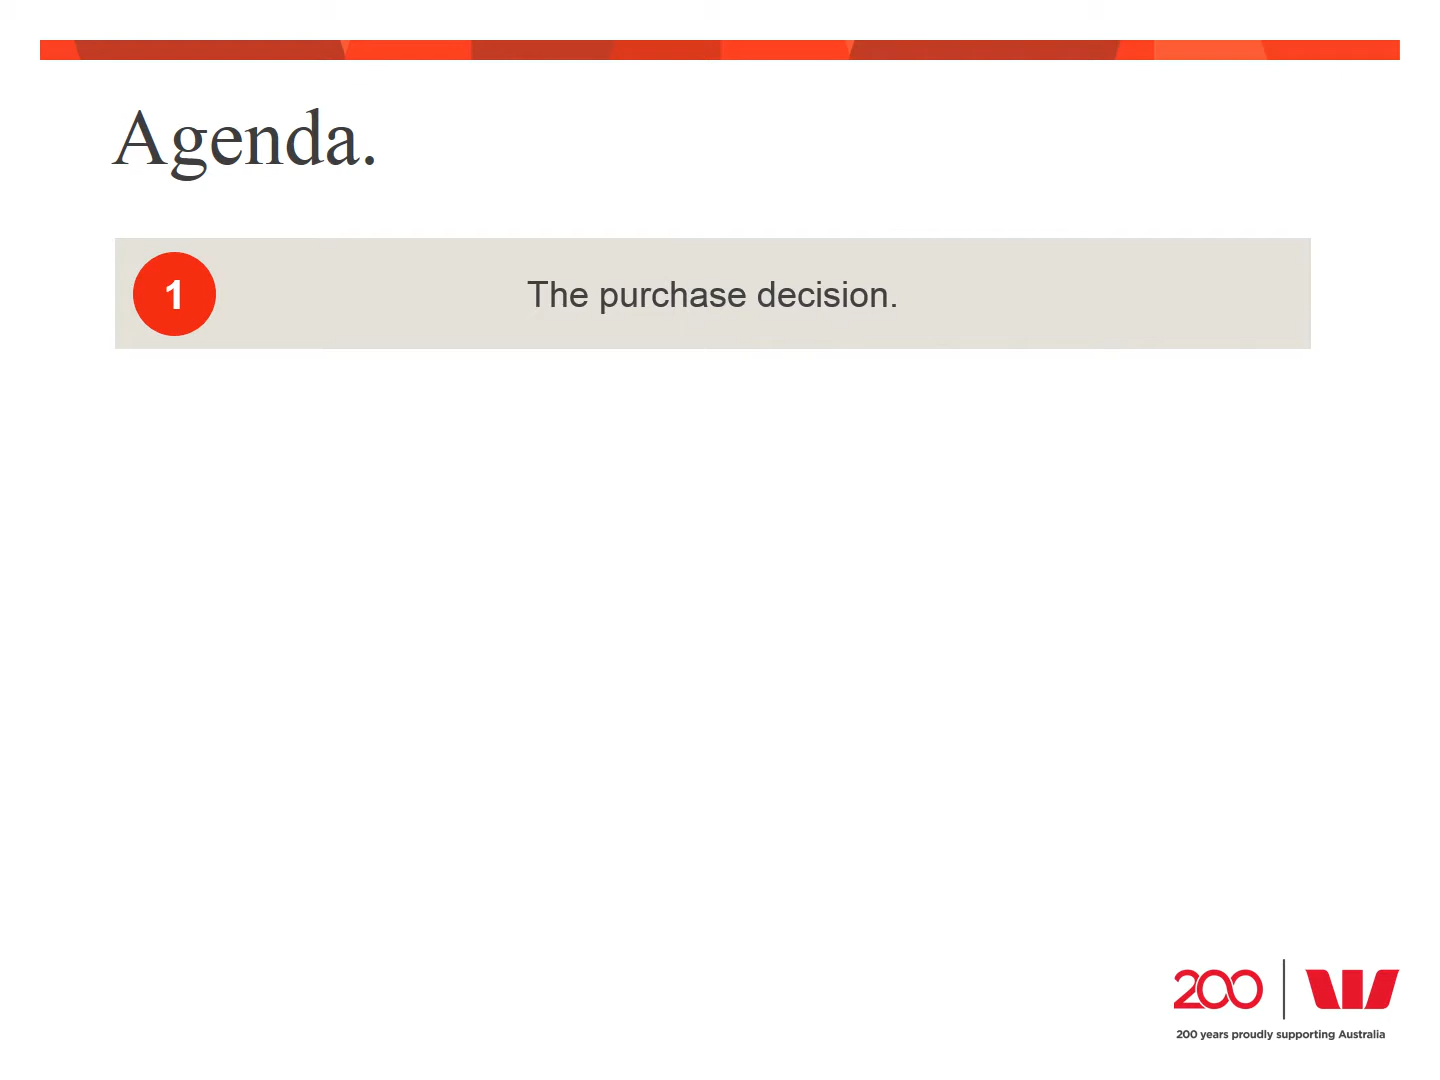 Agenda.
1
The purchase decision.
200
200 years proudly supporting Australia